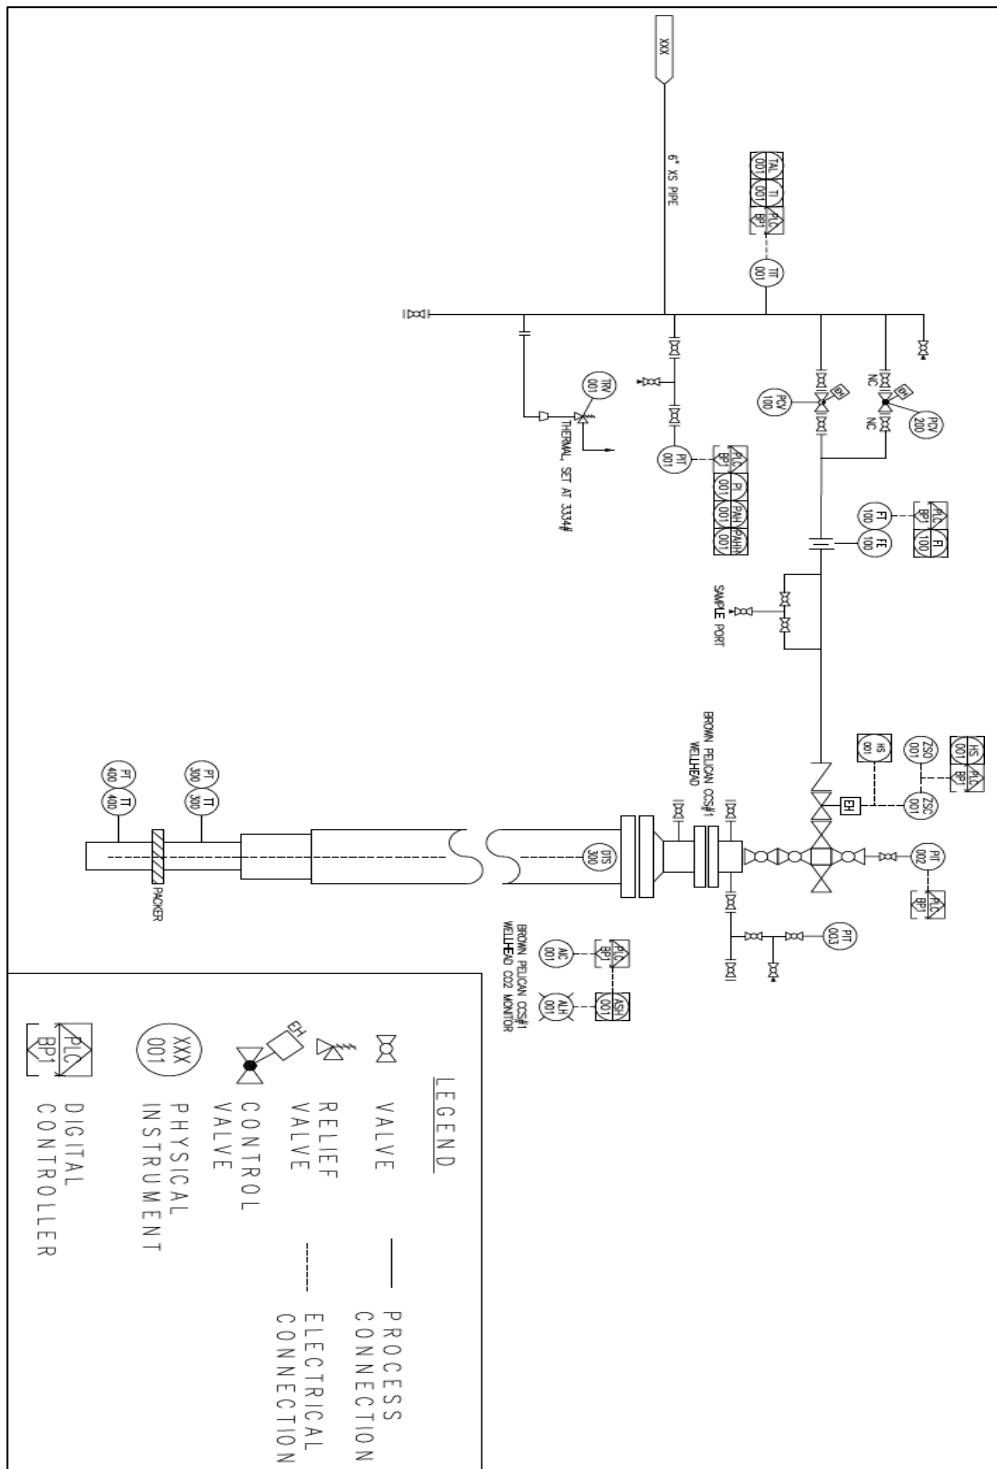 XXX
6" XS PIPE
TAL
001
TI
001
PLC
BP1
TIT
001
TRV
001
THERMAL, SET AT 3334#
PIT
001
PLC
BP1
PI
001
PAH
001
PAHH
001
NC
NC
EH
EH
PCV
100
PCV
200
FT
100
FE
100
PLC
BP1
FI
100
SAMPLE PORT
HS
001
ZSO
001
ZSC
001
HS
001
PLC
BP1
EH
PIT
002
PLC
BP1
PIT
003
BROWN PELICAN CCS#1
WELLHEAD
DTS
300
PT
400
TT
400
PT
300
TT
300
PACKER
AIC
001
PLC
BP1
ALH
001
ASH
001
BROWN PELICAN CCS#1
WELLHEAD CO2 MONITOR
LEGEND
VALVE
RELIEF
VALVE
EH
CONTROL
VALVE
XXX
001
PHYSICAL
INSTRUMENT
PLC
BP1
DIGITAL
CONTROLLER
PROCESS
CONNECTION
ELECTRICAL
CONNECTION